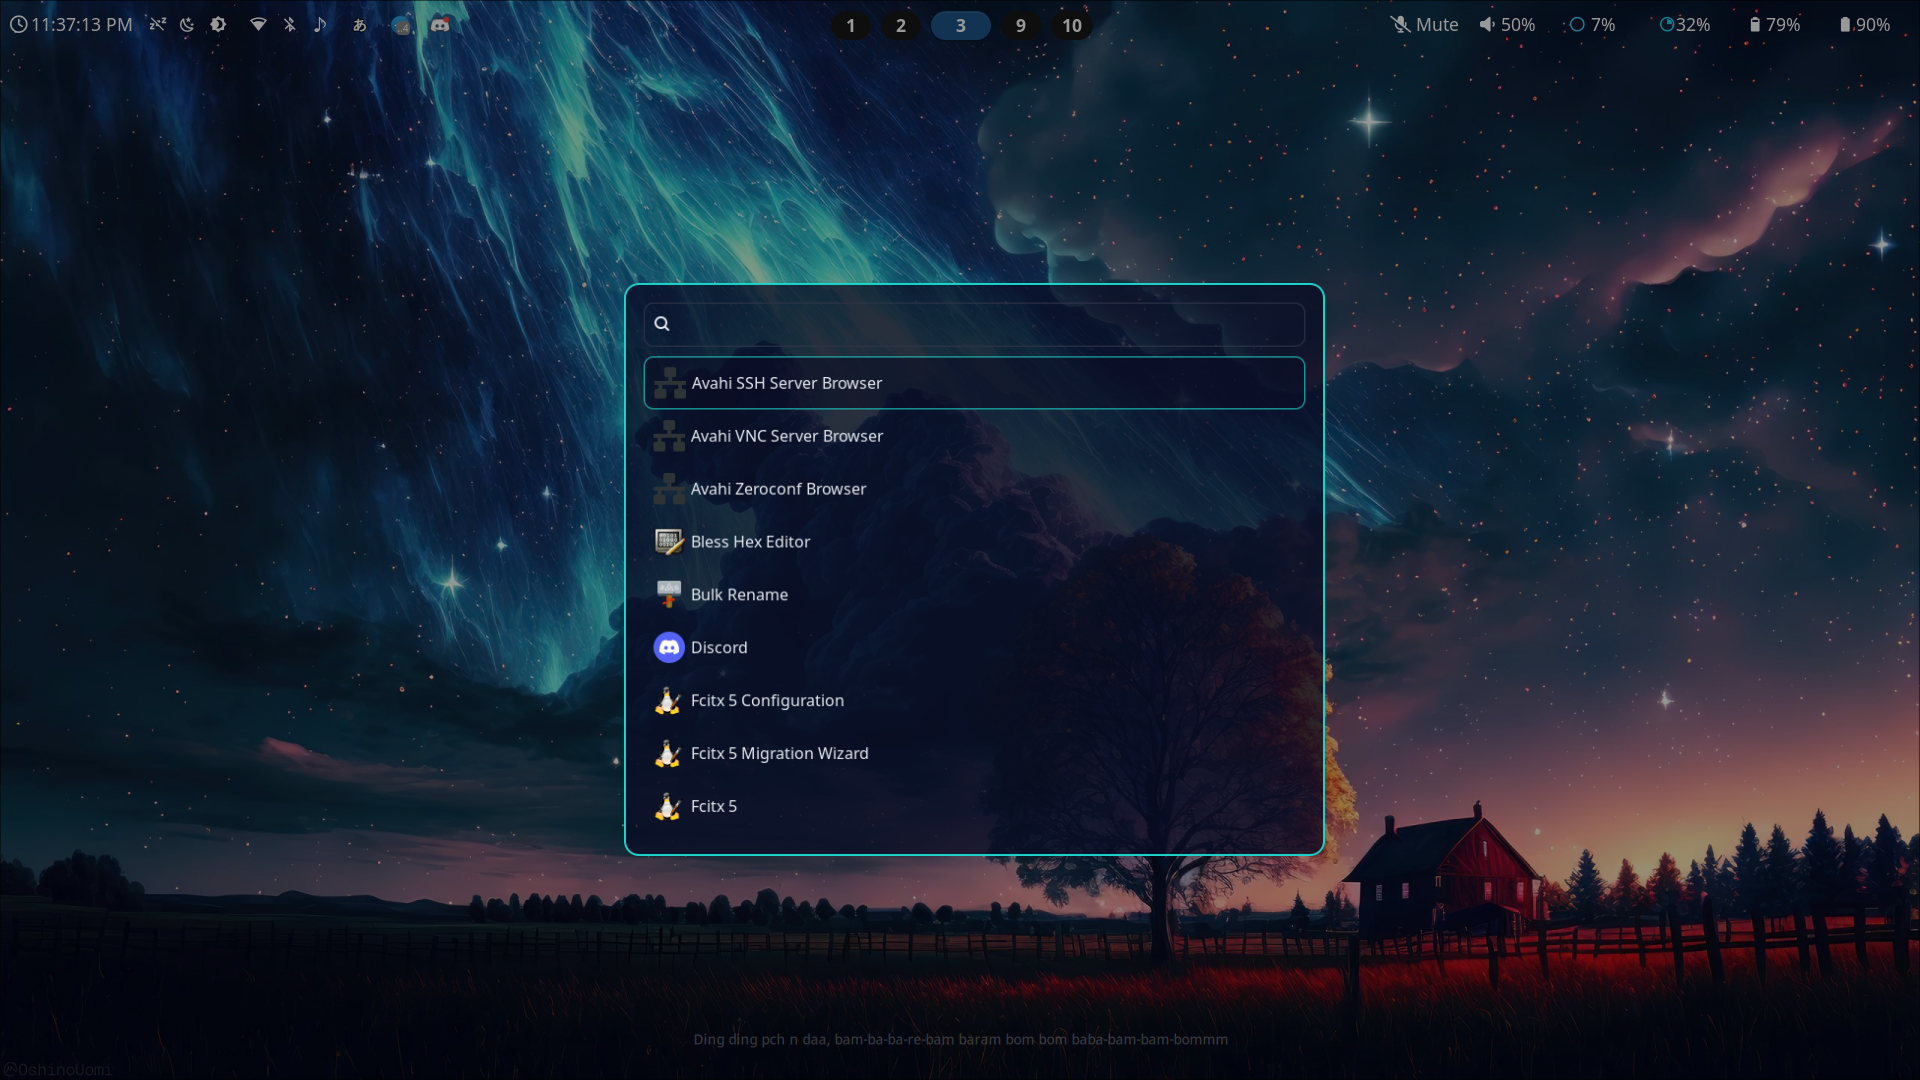 11:37:13 PM あ 1 2 3 9 10 Mute 50% 7% 32% 79% 90%
Avahi SSH Server Browser
Avahi VNC Server Browser
Avahi Zeroconf Browser
Bless Hex Editor
Bulk Rename
Discord
Fcitx 5 Configuration
Fcitx 5 Migration Wizard
Fcitx 5
Ding ding pch n daa, bam-ba-ba-re-bam baram bom bom baba-bam-bam-bommm
@OshinoUomi